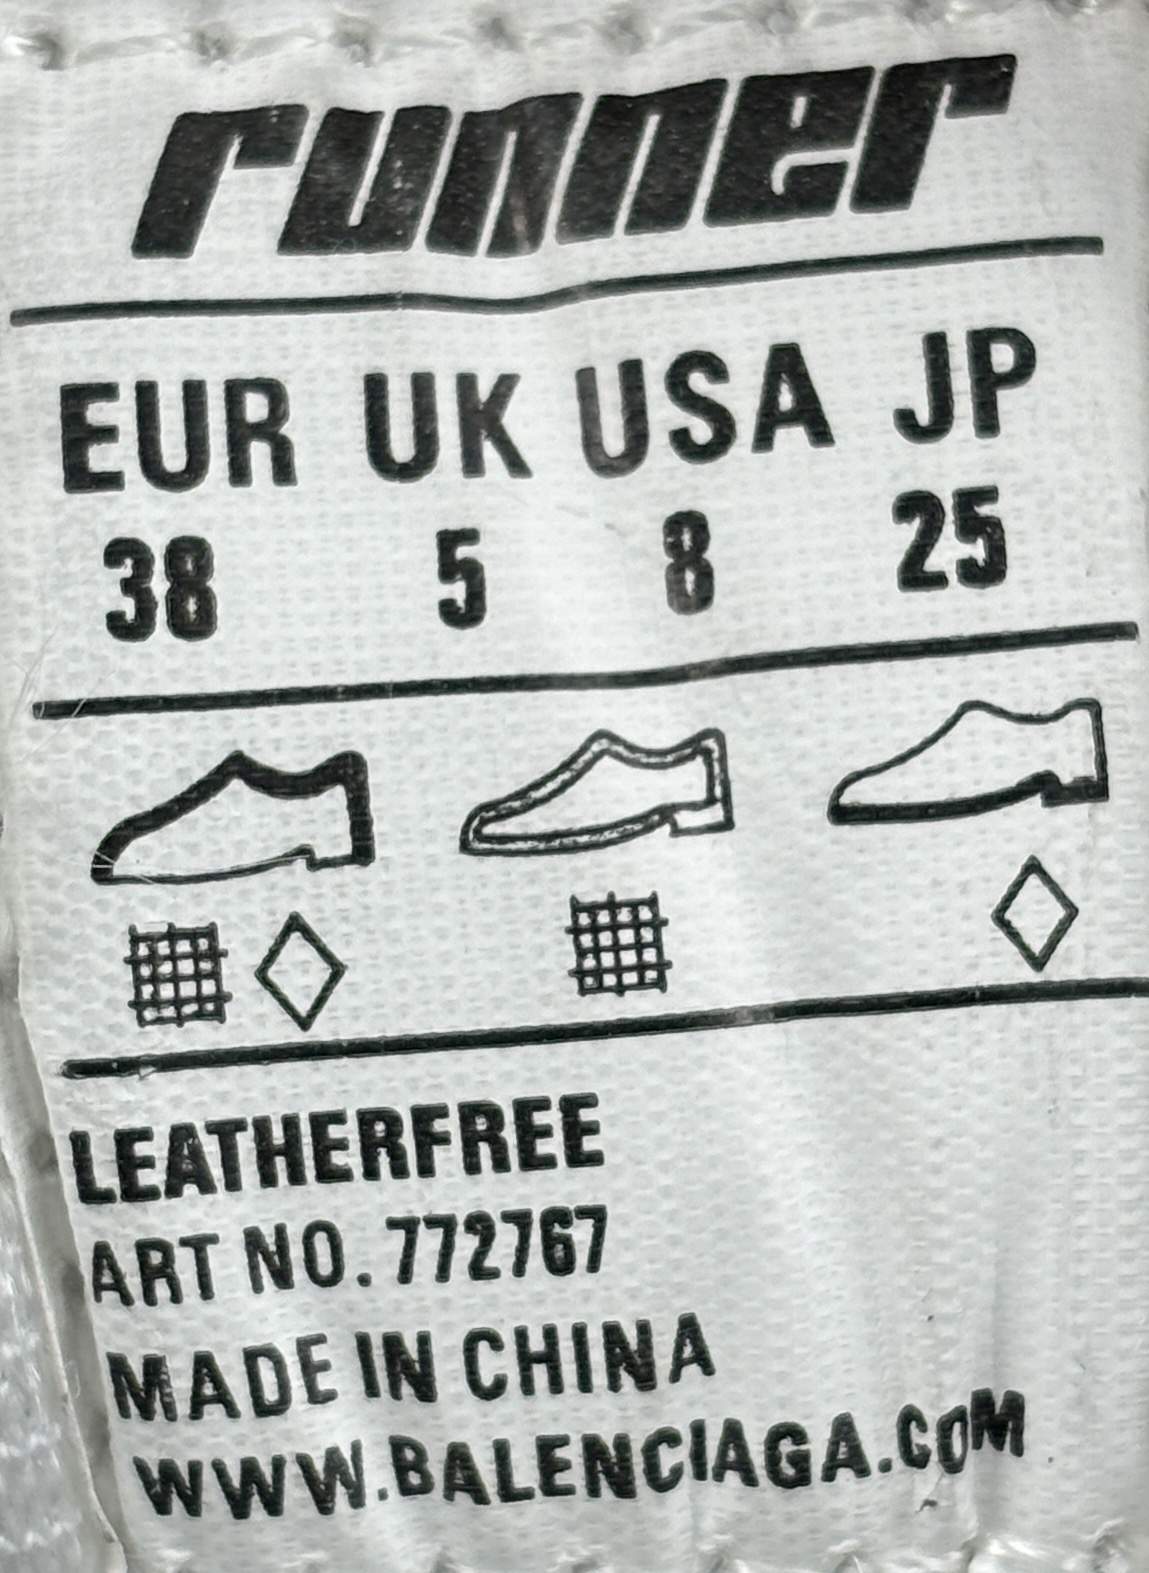 runner
EUR UK USA JP
38 5 8 25
LEATHERFREE
ART NO. 772767
MADE IN CHINA
WWW.BALENCIAGA.COM